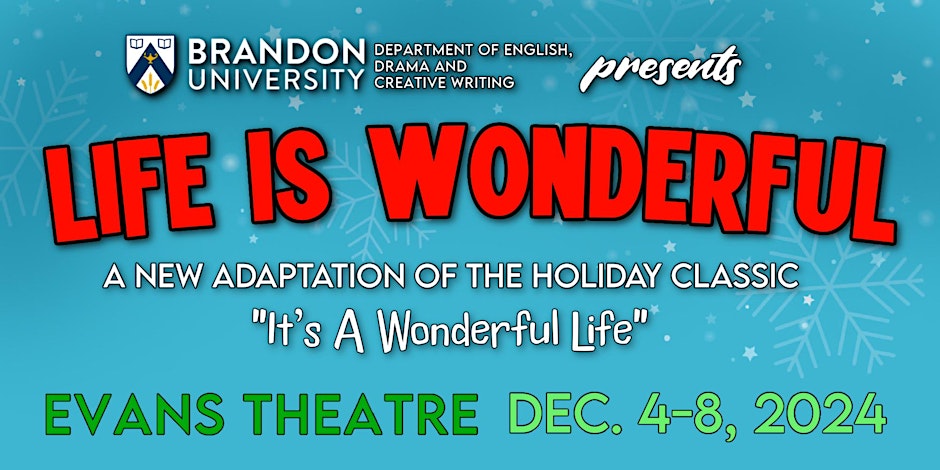 BRANDON
UNIVERSITY
DEPARTMENT OF ENGLISH,
DRAMA AND
CREATIVE WRITING
presents
LIFE IS WONDERFUL
A NEW ADAPTATION OF THE HOLIDAY CLASSIC
"It's A Wonderful Life"
EVANS THEATRE DEC. 4-8, 2024